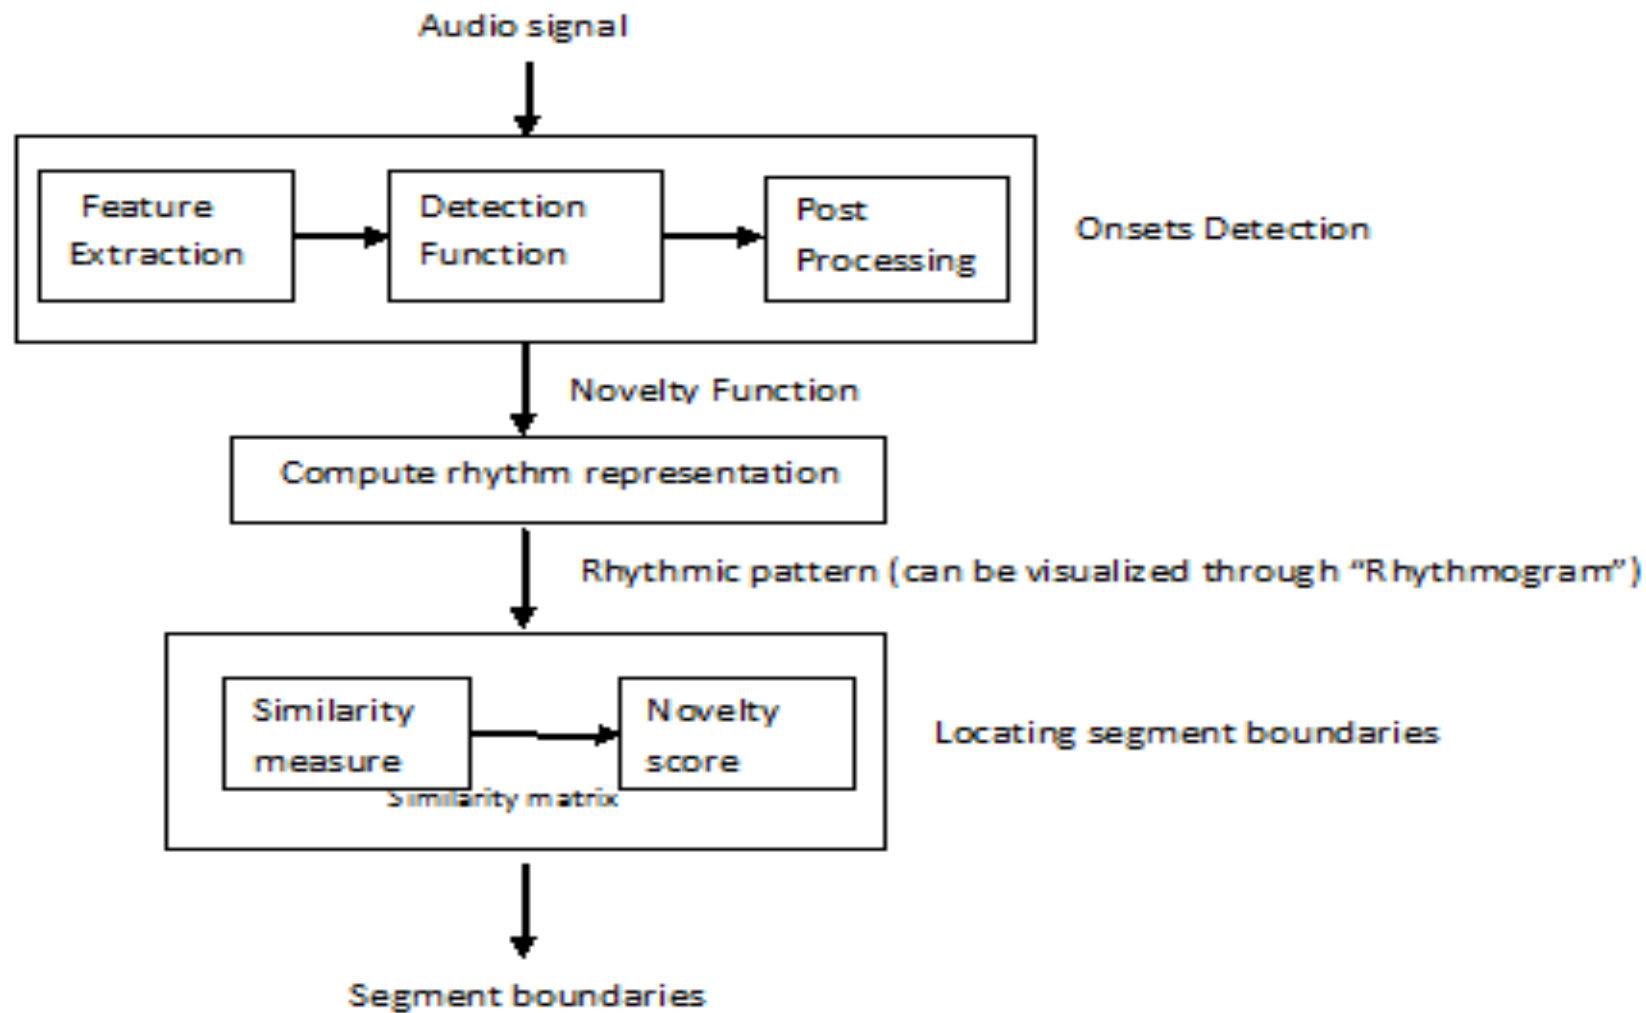 Audio signal
Feature
Extraction
Detection
Function
Post
Processing
Onsets Detection
Novelty Function
Compute rhythm representation
Rhythmic pattern (can be visualized through “Rhythmogram”)
Similarity
measure
Novelty
score
Similarity matrix
Locating segment boundaries
Segment boundaries